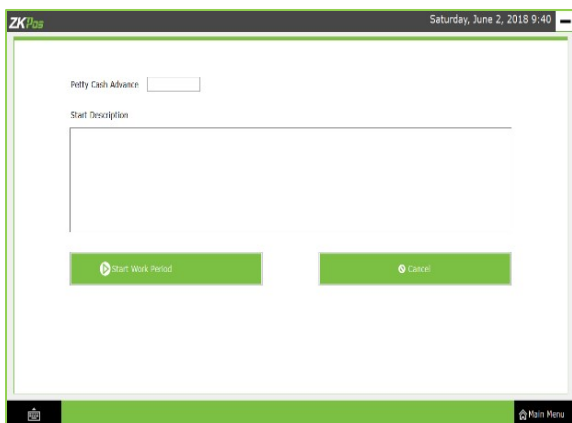 ZKPos
Saturday, June 2, 2018 9:40
Petty Cash Advance
Start Description
Start Work Period
Cancel
Main Menu